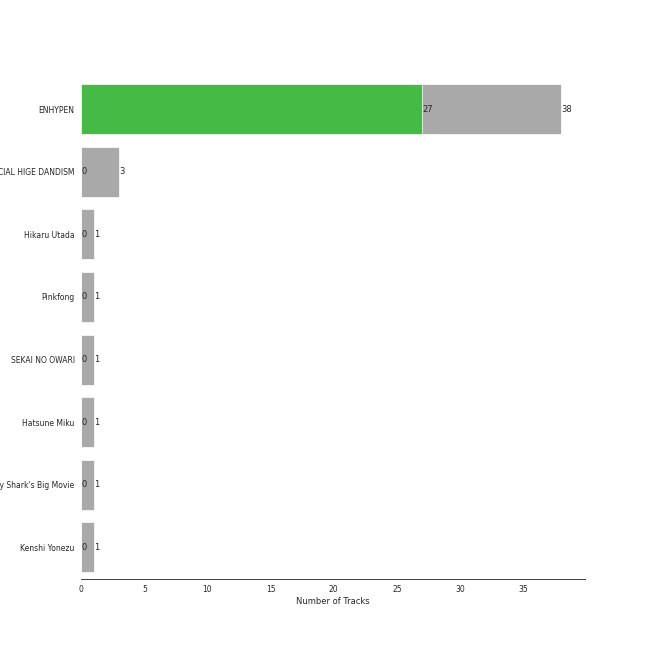 ENHYPEN 27 38
CIAL HIGE DANDISM 0 3
Hikaru Utada 0 1
Pinkfong 0 1
SEKAI NO OWARI 0 1
Hatsune Miku 0 1
y Shark's Big Movie 0 1
Kenshi Yonezu 0 1
0 5 10 15 20 25 30 35
Number of Tracks